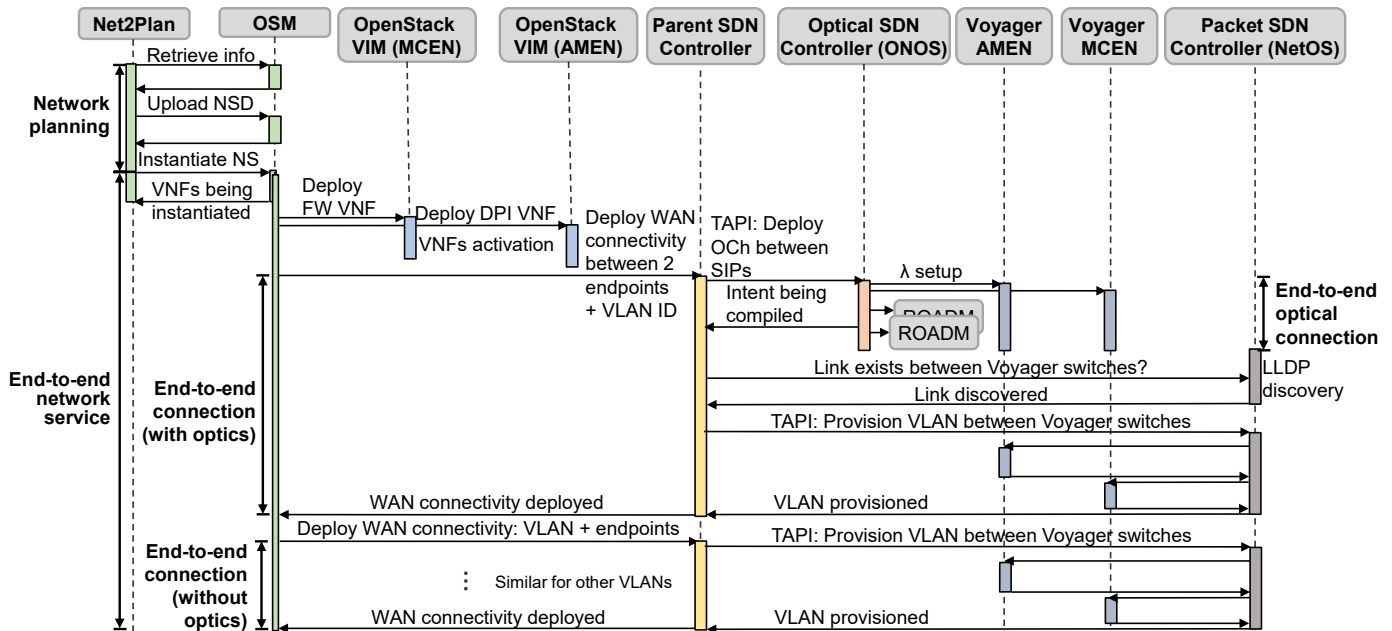 Net2Plan
OSM
OpenStack
VIM (MCEN)
OpenStack
VIM (AMEN)
Parent SDN
Controller
Optical SDN
Controller (ONOS)
Voyager
AMEN
Voyager
MCEN
Packet SDN
Controller (NetOS)
Retrieve info
Network
planning
Upload NSD
Instantiate NS
VNFs being
instantiated
Deploy
FW VNF
Deploy DPI VNF
VNFs activation
Deploy WAN
connectivity
between 2
endpoints
+ VLAN ID
TAPI: Deploy
OCh between
SIPs
λ setup
Intent being
compiled
ROADM
ROADM
End-to-end
optical
connection
End-to-end
network
service
End-to-end
connection
(with optics)
Link exists between Voyager switches?
LLDP
discovery
Link discovered
TAPI: Provision VLAN between Voyager switches
WAN connectivity deployed
VLAN provisioned
Deploy WAN connectivity: VLAN + endpoints
TAPI: Provision VLAN between Voyager switches
End-to-end
connection
(without
optics)
⋮ Similar for other VLANs
WAN connectivity deployed
VLAN provisioned